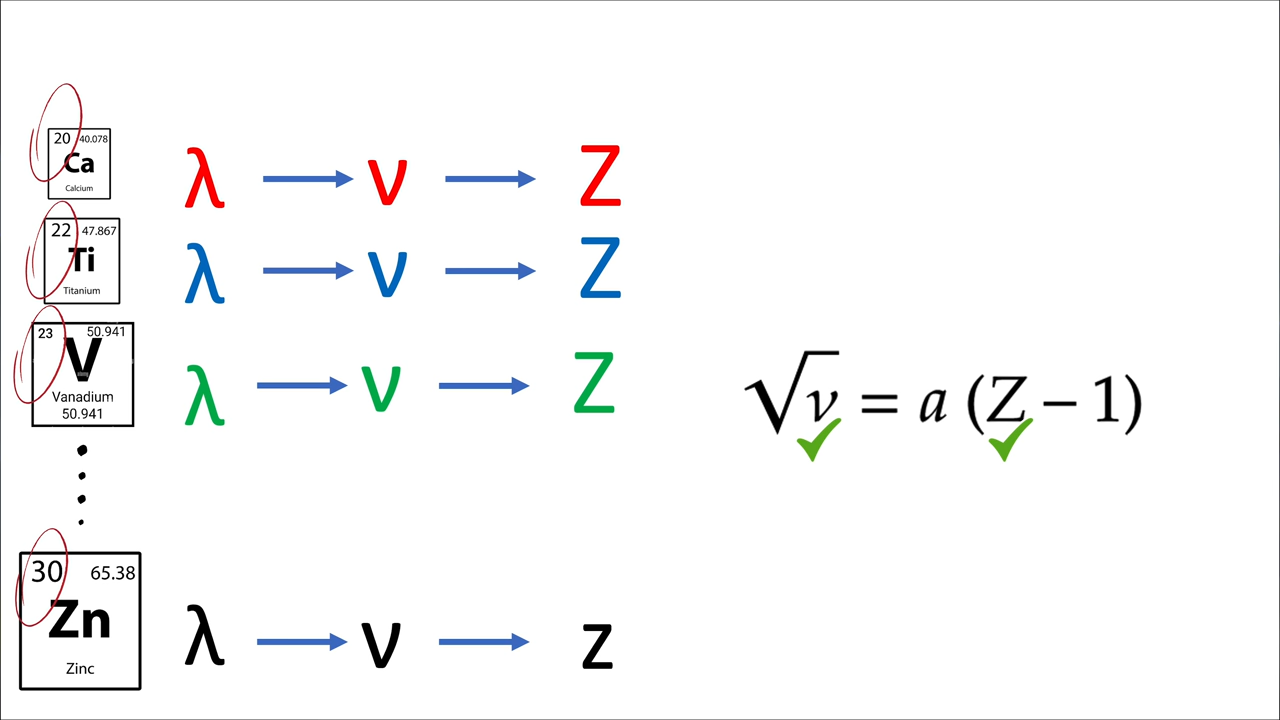 20 40.078
Ca
Calcium
λ → ν → Z
22 47.867
Ti
Titanium
λ → ν → Z
23 50.941
V
Vanadium
50.941
λ → ν → Z
√ν = a (Z − 1)
30 65.38
Zn
Zinc
λ → ν → z